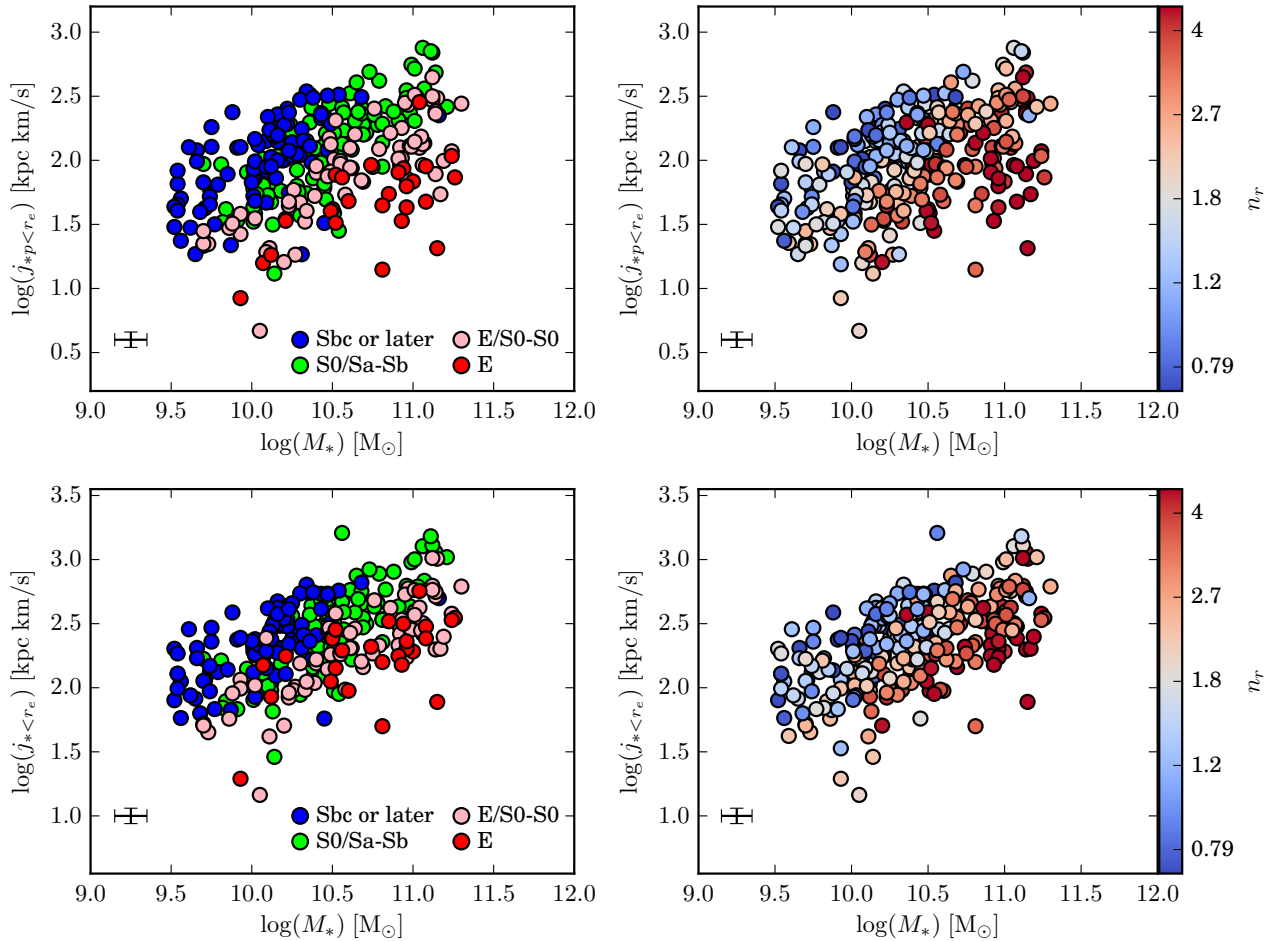 3.0
2.5
2.0
1.5
1.0
0.5
log(j*p<re) [kpc km/s]
Sbc or later
E/S0-S0
S0/Sa-Sb
E
9.0 9.5 10.0 10.5 11.0 11.5 12.0
log(M*) [M⊙]
3.0
2.5
2.0
1.5
1.0
0.5
log(j*p<re) [kpc km/s]
9.0 9.5 10.0 10.5 11.0 11.5 12.0
log(M*) [M⊙]
4
2.7
1.8
1.2
0.79
nr
3.5
3.0
2.5
2.0
1.5
1.0
log(j*<re) [kpc km/s]
Sbc or later
E/S0-S0
S0/Sa-Sb
E
9.0 9.5 10.0 10.5 11.0 11.5 12.0
log(M*) [M⊙]
3.5
3.0
2.5
2.0
1.5
1.0
log(j*<re) [kpc km/s]
9.0 9.5 10.0 10.5 11.0 11.5 12.0
log(M*) [M⊙]
4
2.7
1.8
1.2
0.79
nr